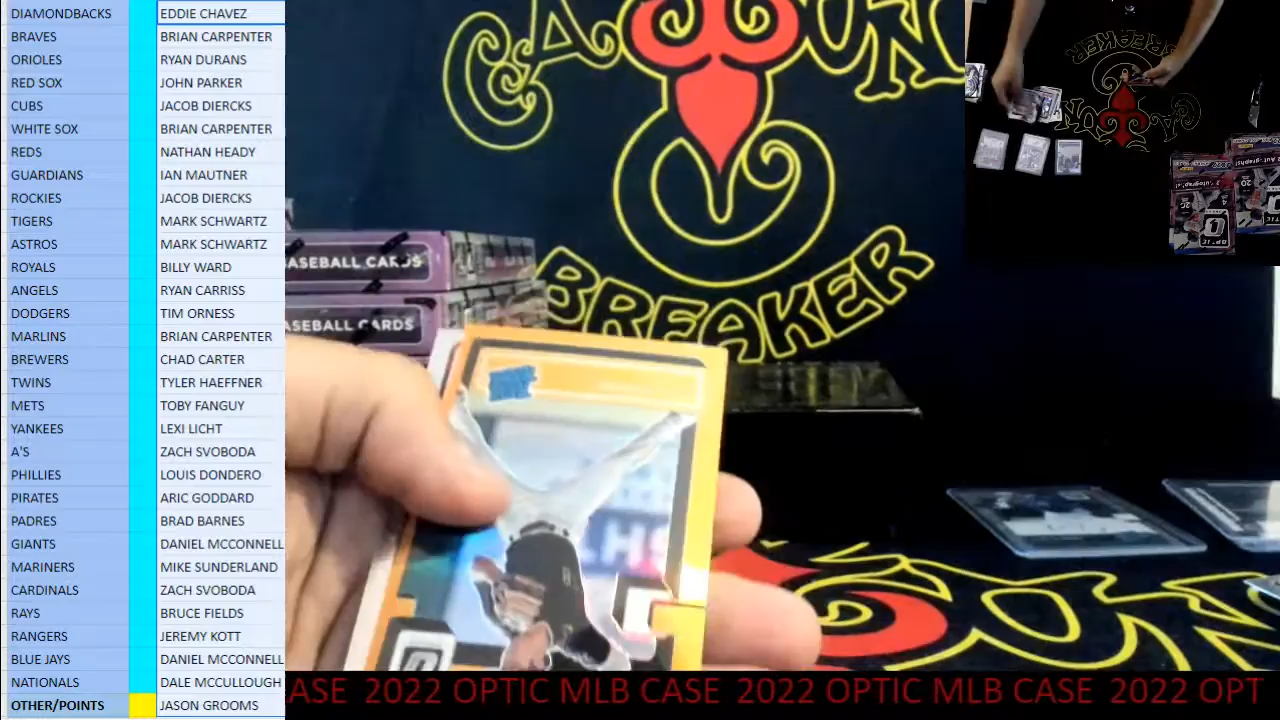 DIAMONDBACKS EDDIE CHAVEZ
BRAVES BRIAN CARPENTER
ORIOLES RYAN DURANS
RED SOX JOHN PARKER
CUBS JACOB DIERCKS
WHITE SOX BRIAN CARPENTER
REDS NATHAN HEADY
GUARDIANS IAN MAUTNER
ROCKIES JACOB DIERCKS
TIGERS MARK SCHWARTZ
ASTROS MARK SCHWARTZ
ROYALS BILLY WARD
ANGELS RYAN CARRISS
DODGERS TIM ORNESS
MARLINS BRIAN CARPENTER
BREWERS CHAD CARTER
TWINS TYLER HAEFFNER
METS TOBY FANGUY
YANKEES LEXI LICHT
A'S ZACH SVOBODA
PHILLIES LOUIS DONDERO
PIRATES ARIC GODDARD
PADRES BRAD BARNES
GIANTS DANIEL MCCONNELL
MARINERS MIKE SUNDERLAND
CARDINALS ZACH SVOBODA
RAYS BRUCE FIELDS
RANGERS JEREMY KOTT
BLUE JAYS DANIEL MCCONNELL
NATIONALS DALE MCCULLOUGH
OTHER/POINTS JASON GROOMS
CAJUN
BREAKER
ASEBALL CARDS
ASEBALL CARDS
BREAKER
CAJUN
OPTIC
ASE 2022 OPTIC MLB CASE 2022 OPTIC MLB CASE 2022 OPT